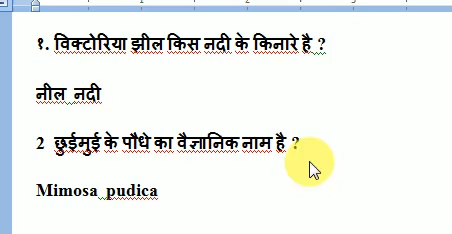 १. विक्टोरिया झील किस नदी के किनारे है ?
नील नदी
2 छुईमुई के पौधे का वैज्ञानिक नाम है ?
Mimosa pudica